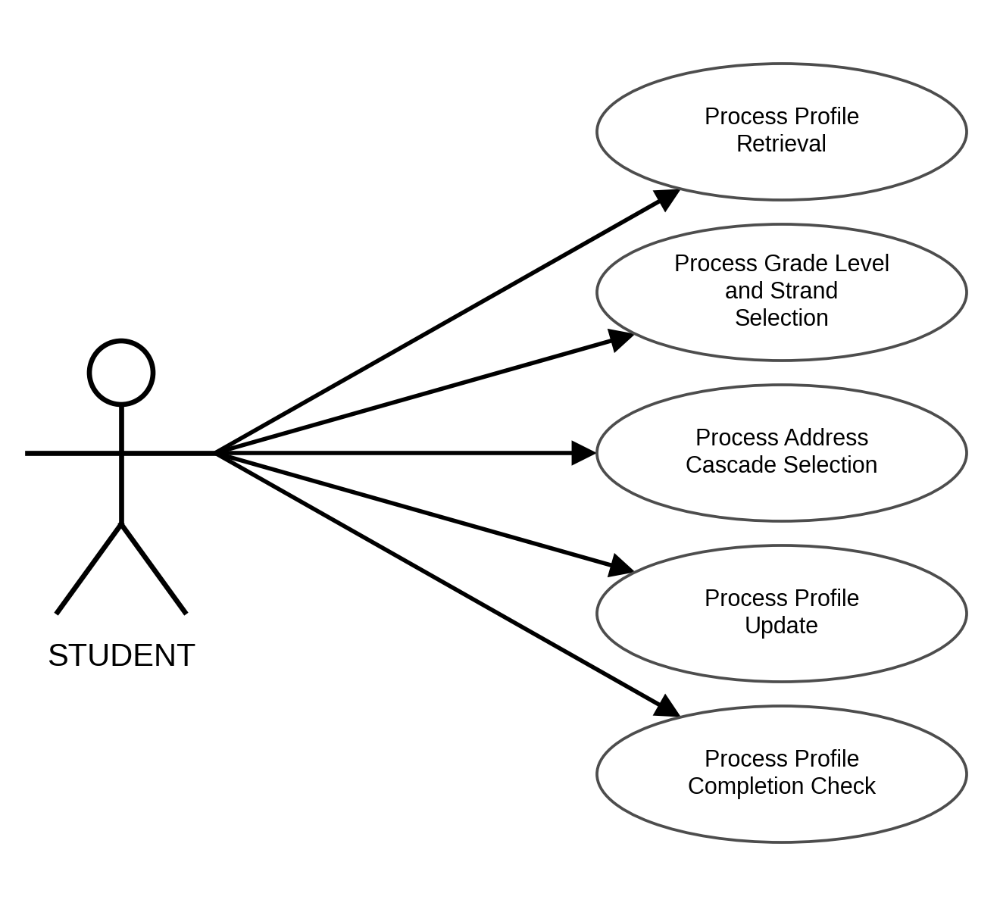 Process Profile
Retrieval
Process Grade Level
and Strand
Selection
Process Address
Cascade Selection
Process Profile
Update
STUDENT
Process Profile
Completion Check